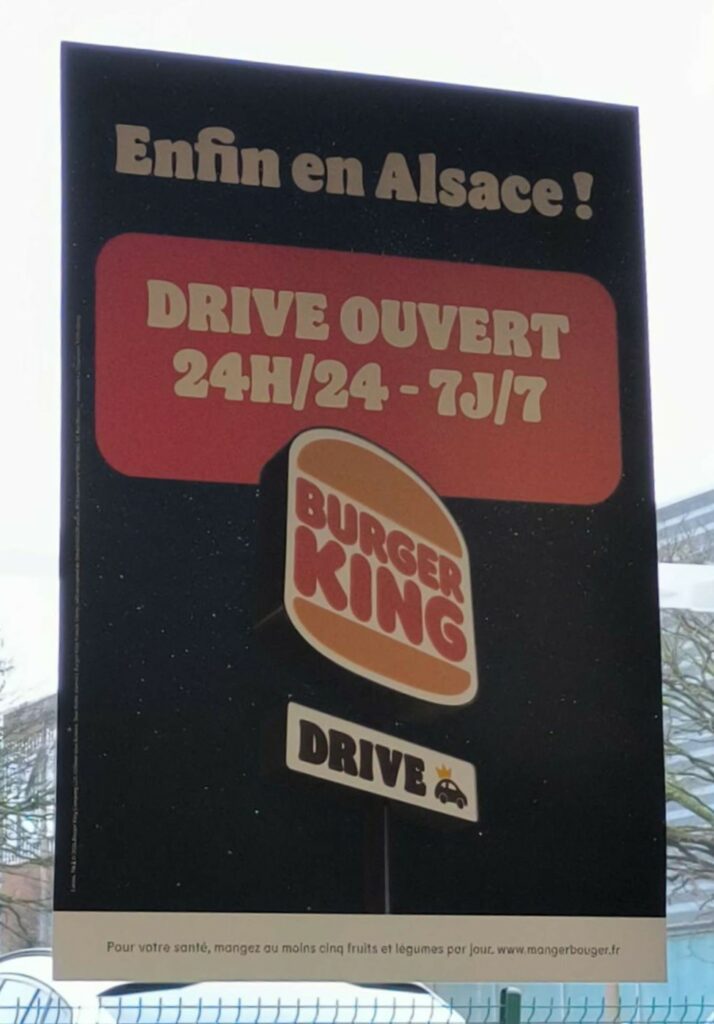 Enfin en Alsace !
DRIVE OUVERT
24H/24 - 7J/7
BURGER
KING
DRIVE
Pour votre santé, mangez au moins cinq fruits et légumes par jour. www.mangerbouger.fr